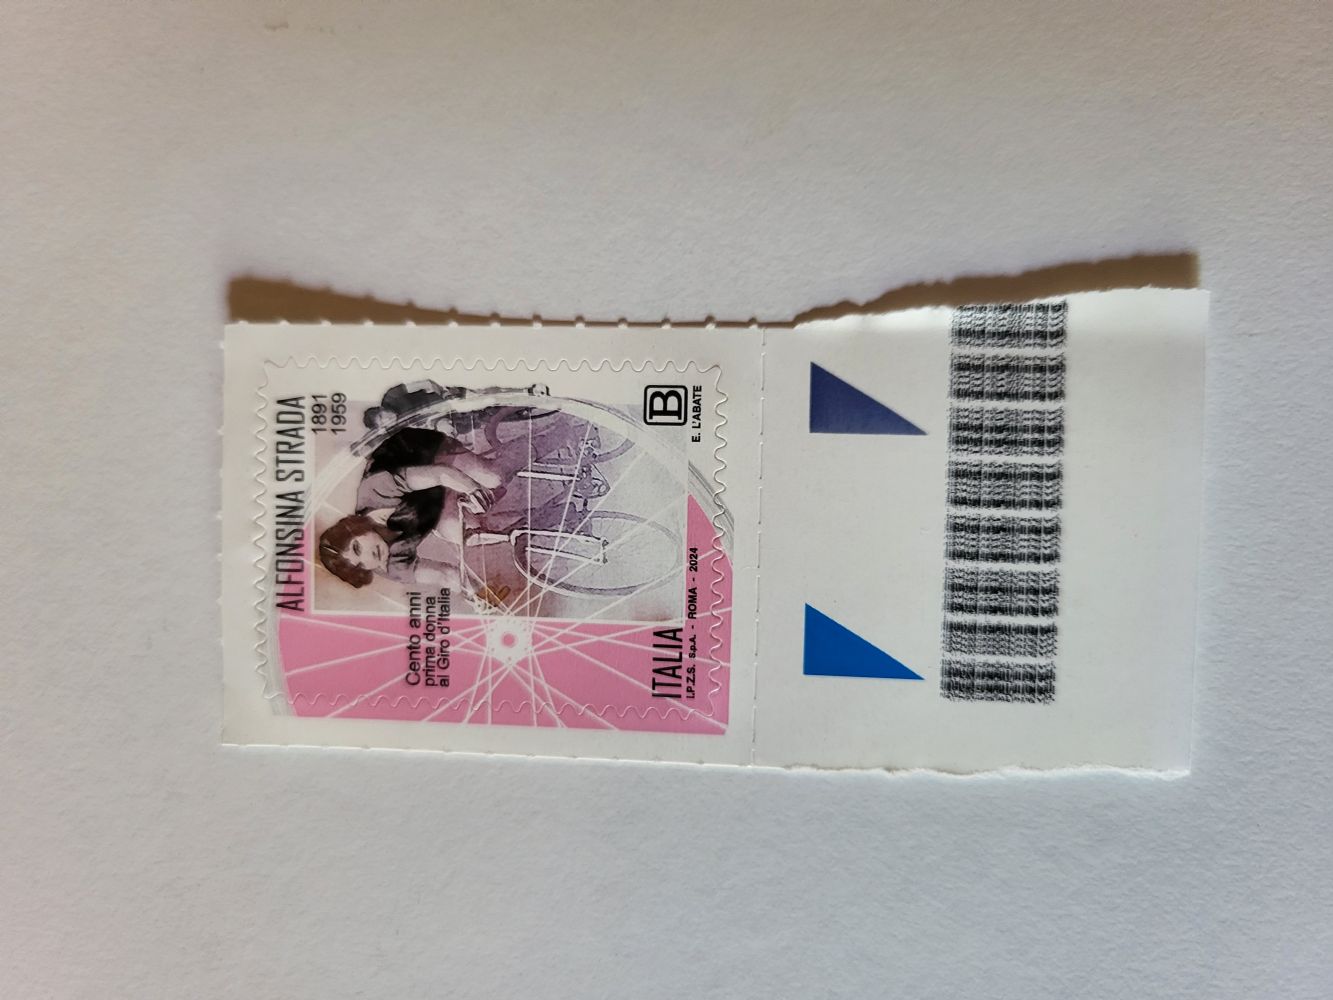 ALFONSINA STRADA
1891
1959
Cento anni
prima donna
al Giro d'Italia
ITALIA
B
I.P.Z.S. S.p.A. - ROMA - 2024
E. L'ABATE